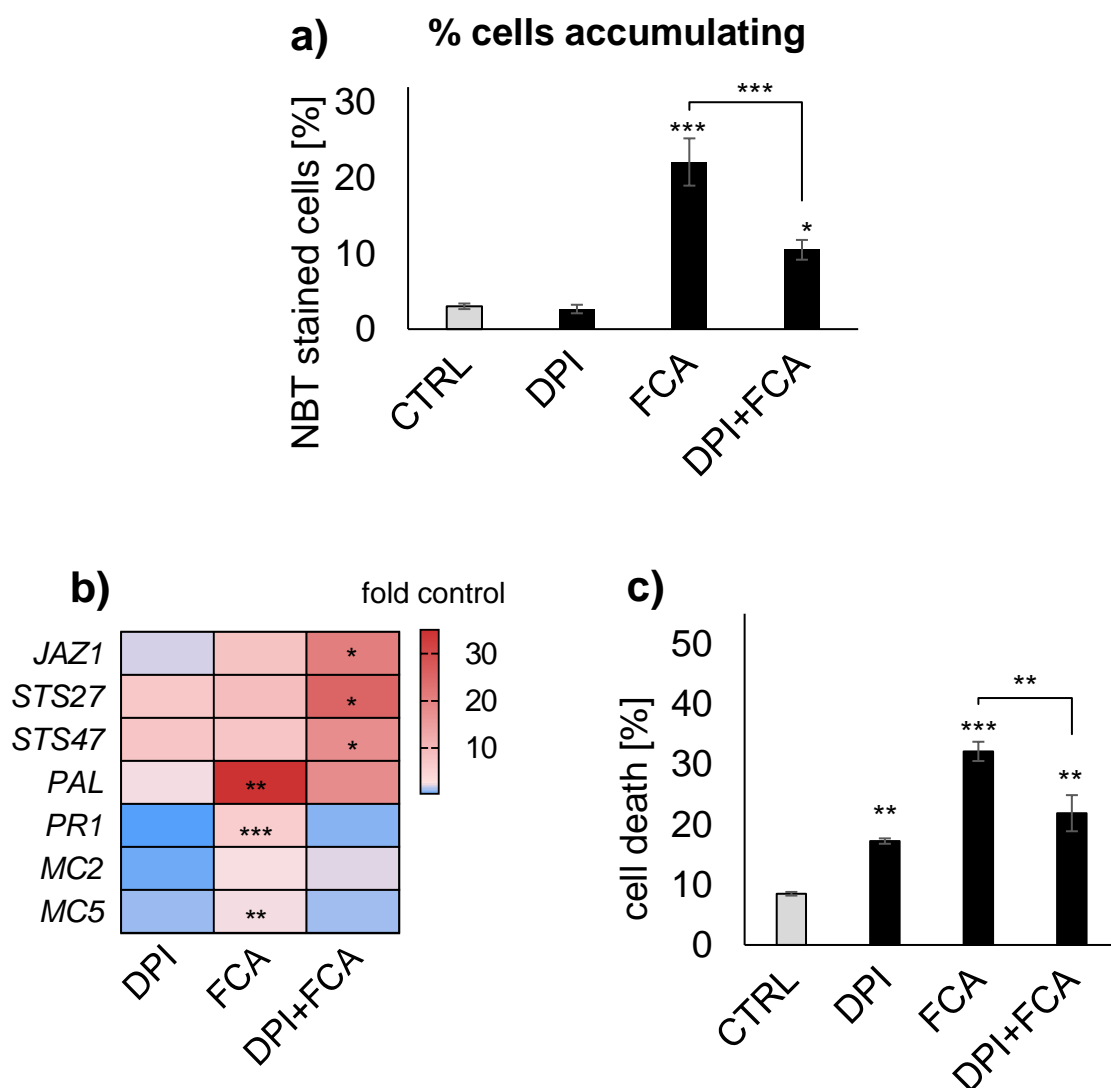 a) % cells accumulating
NBT stained cells [%]
30
20
10
0
***
***
*
CTRL
DPI
FCA
DPI+FCA
b)
fold control
30
20
10
JAZ1 *
STS27 *
STS47 *
PAL **
PR1 ***
MC2
MC5 **
DPI
FCA
DPI+FCA
c)
cell death [%]
50
40
30
20
10
0
**
***
**
**
CTRL
DPI
FCA
DPI+FCA